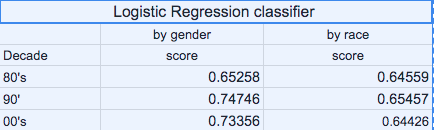 Logistic Regression classifier
by gender by race
Decade score score
80's 0.65258 0.64559
90' 0.74746 0.65457
00's 0.73356 0.64426